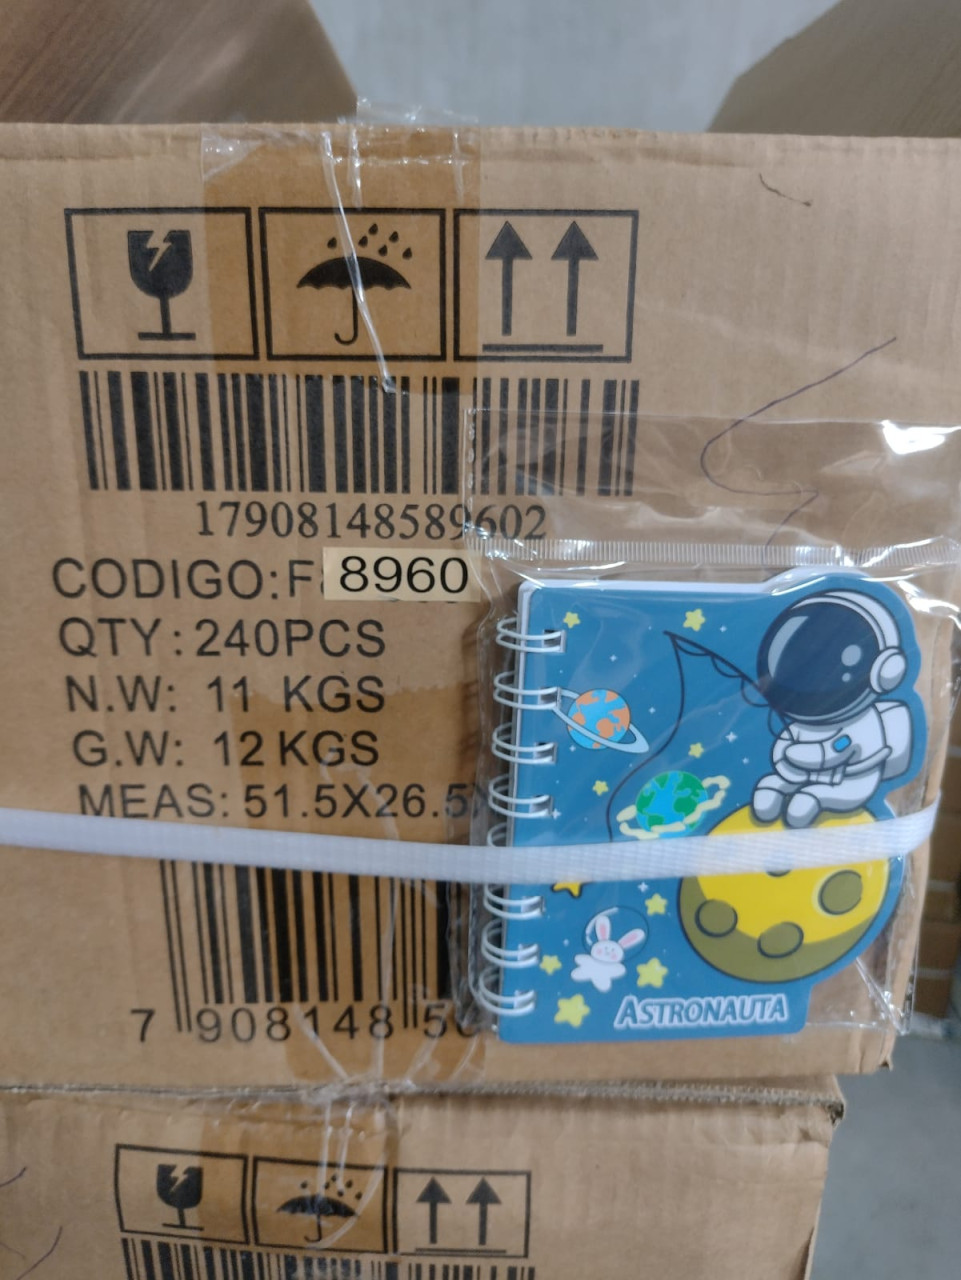 17908148589602
CODIGO:F 8960
QTY: 240PCS
N.W: 11 KGS
G.W: 12 KGS
MEAS: 51.5X26.5
7 908148 5
ASTRONAUTA